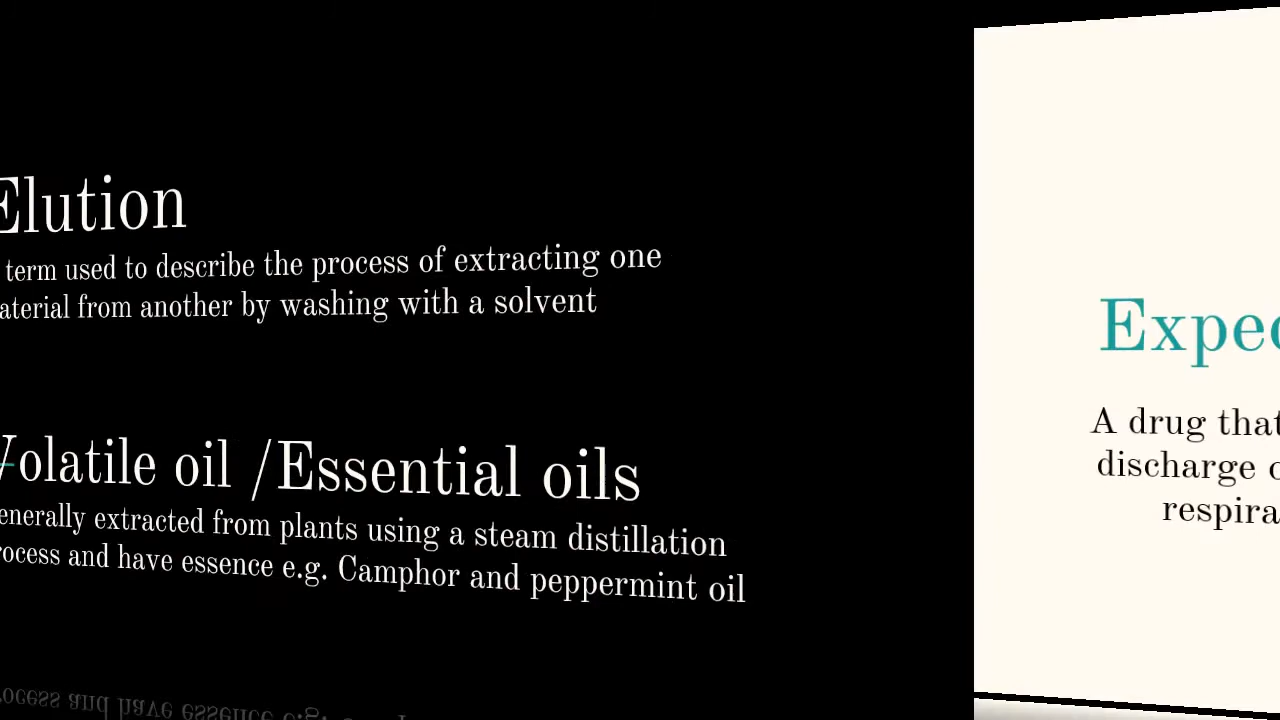 Elution
term used to describe the process of extracting one
aterial from another by washing with a solvent
Volatile oil /Essential oils
enerally extracted from plants using a steam distillation
rocess and have essence e.g. Camphor and peppermint oil
Expec
A drug that
discharge o
respira